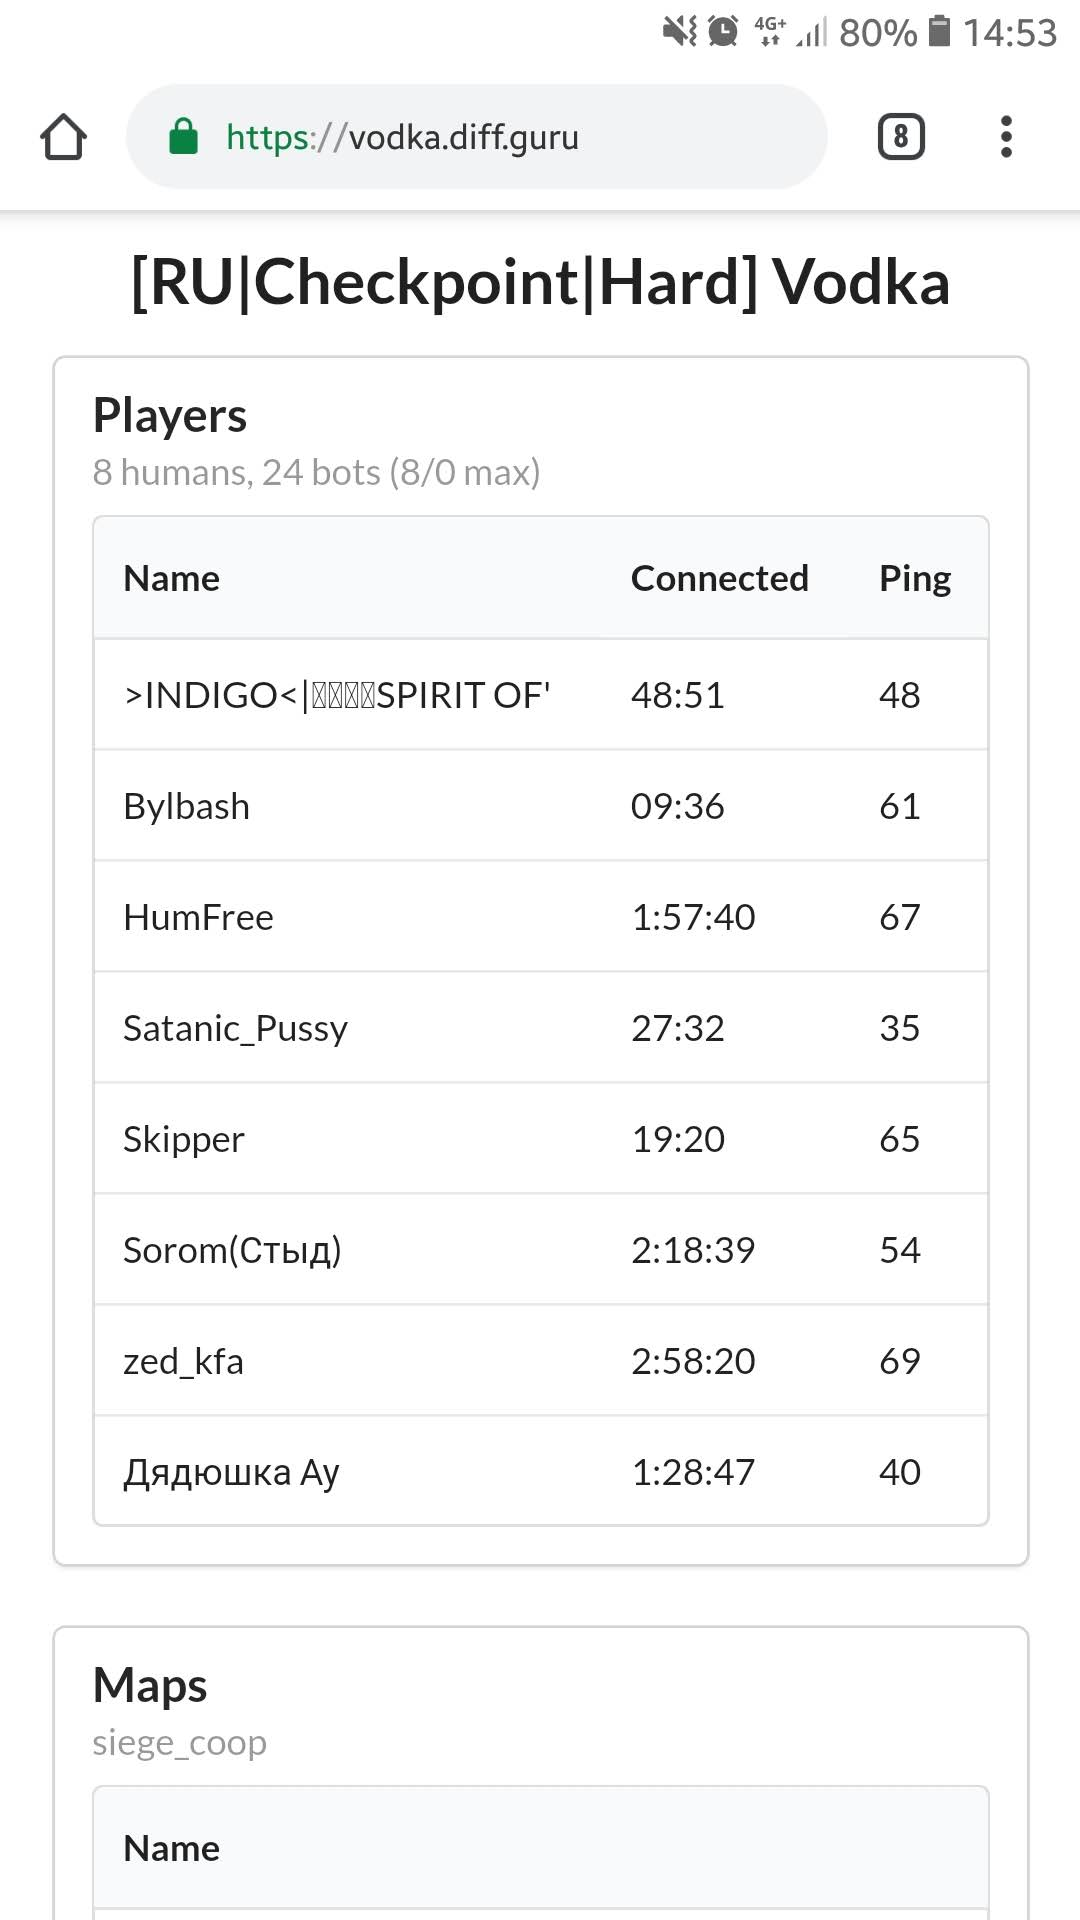 4G+ 80% 14:53
https://vodka.diff.guru 8
[RU|Checkpoint|Hard] Vodka
Players
8 humans, 24 bots (8/0 max)
Name Connected Ping
>INDIGO<|SPIRIT OF' 48:51 48
Bylbash 09:36 61
HumFree 1:57:40 67
Satanic_Pussy 27:32 35
Skipper 19:20 65
Sorom(Стыд) 2:18:39 54
zed_kfa 2:58:20 69
Дядюшка Ау 1:28:47 40
Maps
siege_coop
Name